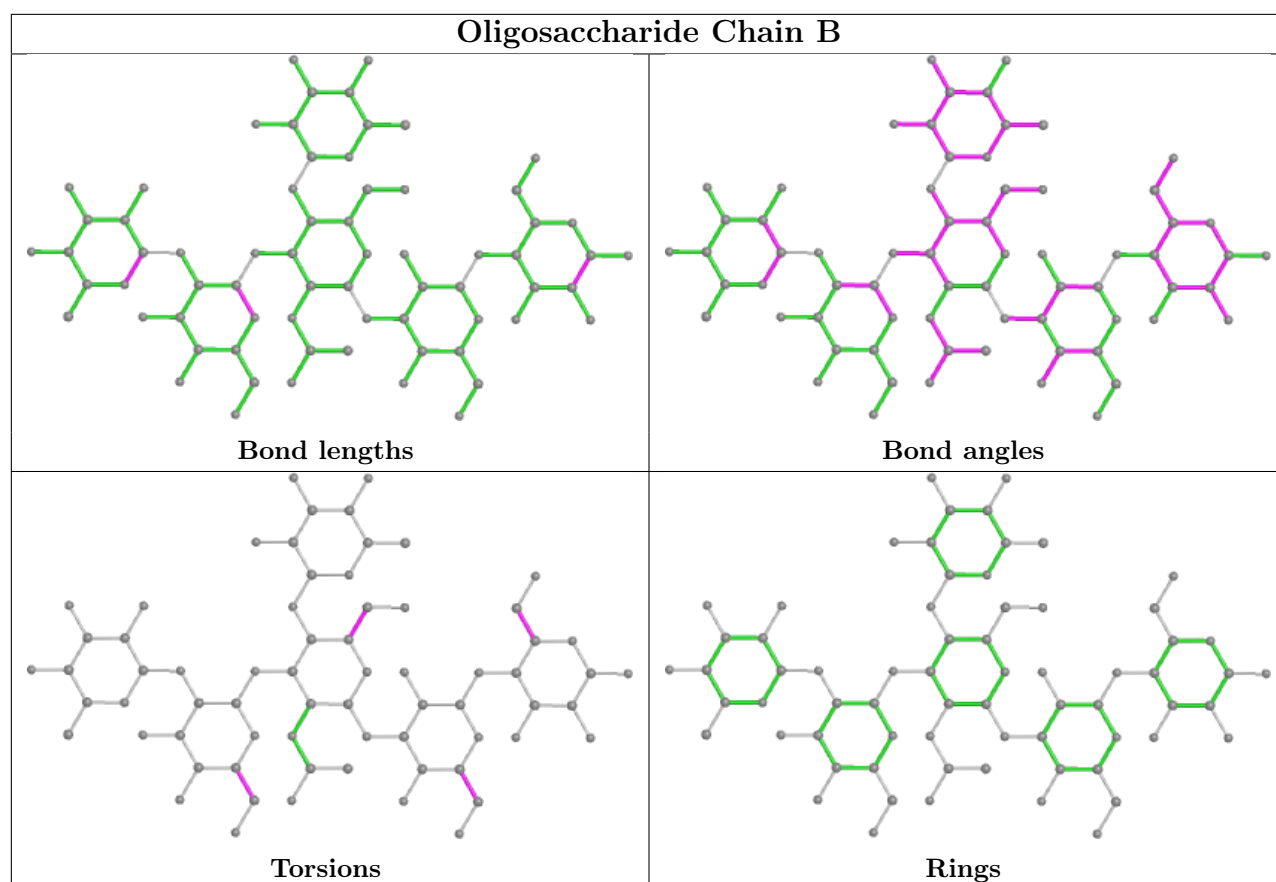 Oligosaccharide Chain B
Bond lengths
Bond angles
Torsions
Rings